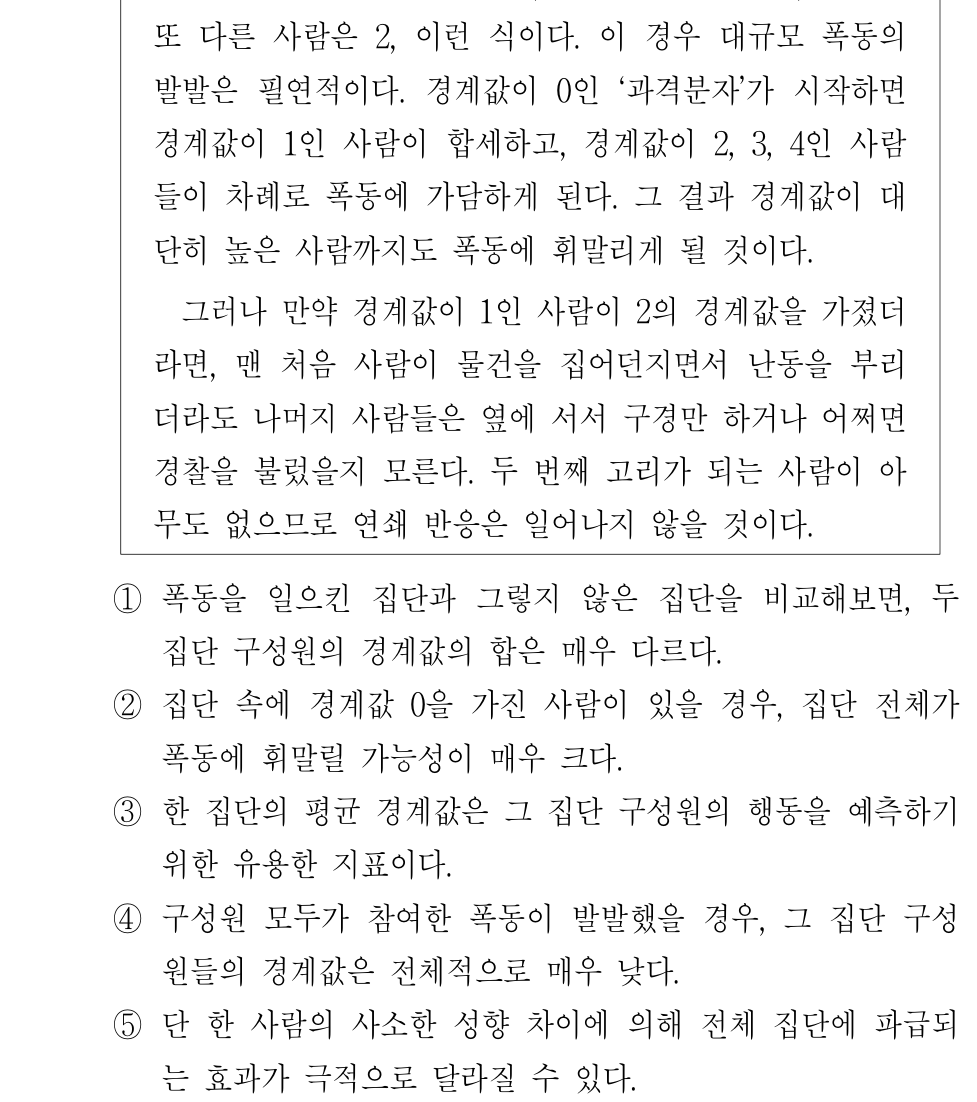 또 다른 사람은 2, 이런 식이다. 이 경우 대규모 폭동의
발발은 필연적이다. 경계값이 0인 ‘과격분자’가 시작하면
경계값이 1인 사람이 합세하고, 경계값이 2, 3, 4인 사람
들이 차례로 폭동에 가담하게 된다. 그 결과 경계값이 대
단히 높은 사람까지도 폭동에 휘말리게 될 것이다.
그러나 만약 경계값이 1인 사람이 2의 경계값을 가졌더
라면, 맨 처음 사람이 물건을 집어던지면서 난동을 부리
더라도 나머지 사람들은 옆에 서서 구경만 하거나 어쩌면
경찰을 불렀을지 모른다. 두 번째 고리가 되는 사람이 아
무도 없으므로 연쇄 반응은 일어나지 않을 것이다.
① 폭동을 일으킨 집단과 그렇지 않은 집단을 비교해보면, 두
집단 구성원의 경계값의 합은 매우 다르다.
② 집단 속에 경계값 0을 가진 사람이 있을 경우, 집단 전체가
폭동에 휘말릴 가능성이 매우 크다.
③ 한 집단의 평균 경계값은 그 집단 구성원의 행동을 예측하기
위한 유용한 지표이다.
④ 구성원 모두가 참여한 폭동이 발발했을 경우, 그 집단 구성
원들의 경계값은 전체적으로 매우 낮다.
⑤ 단 한 사람의 사소한 성향 차이에 의해 전체 집단에 파급되
는 효과가 극적으로 달라질 수 있다.